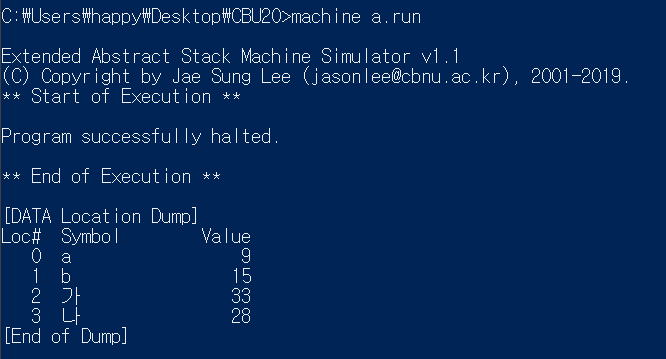 C:₩Users₩happy₩Desktop₩CBU20>machine a.run
Extended Abstract Stack Machine Simulator v1.1
(C) Copyright by Jae Sung Lee (jasonlee@cbnu.ac.kr), 2001-2019.
** Start of Execution **
Program successfully halted.
** End of Execution **
[DATA Location Dump]
Loc#  Symbol        Value
0  a        9
1  b        15
2  가        33
3  나        28
[End of Dump]